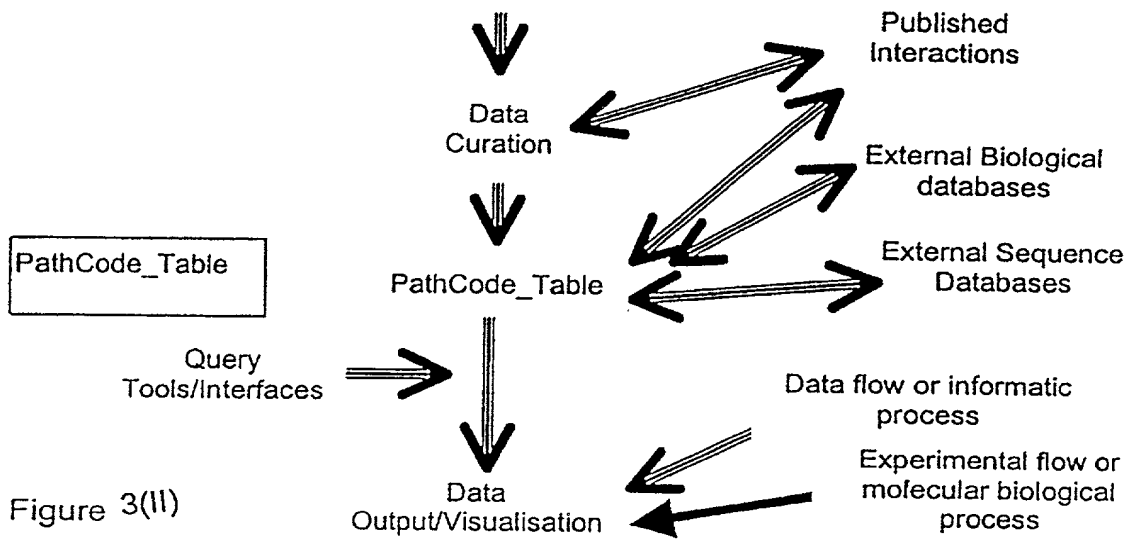 Published
Interactions
Data
Curation
External Biological
databases
PathCode_Table
External Sequence
Databases
PathCode_Table
Query
Tools/Interfaces
Data flow or informatic
process
Experimental flow or
molecular biological
process
Data
Output/Visualisation
Figure 3(II)